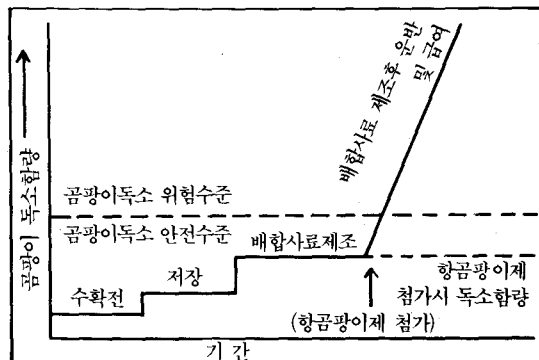 곰팡이 독소함량
배합사료 제조후 운반
및 급여
곰팡이독소 위험수준
곰팡이독소 안전수준
배합사료제조
저장
수확전
항곰팡이제
첨가시 독소함량
(항곰팡이제 첨가)
기 간